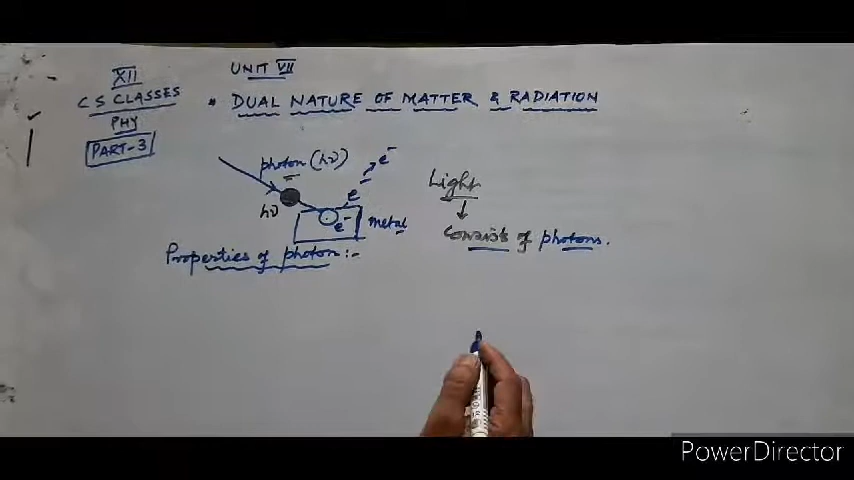 XII
CS CLASSES
PHY
PART-3
UNIT VII
* DUAL NATURE OF MATTER & RADIATION
photon (hν)
e⁻
hν
e
e⁻
metal
Light
↓
consists of photons.
Properties of photon :-
PowerDirector